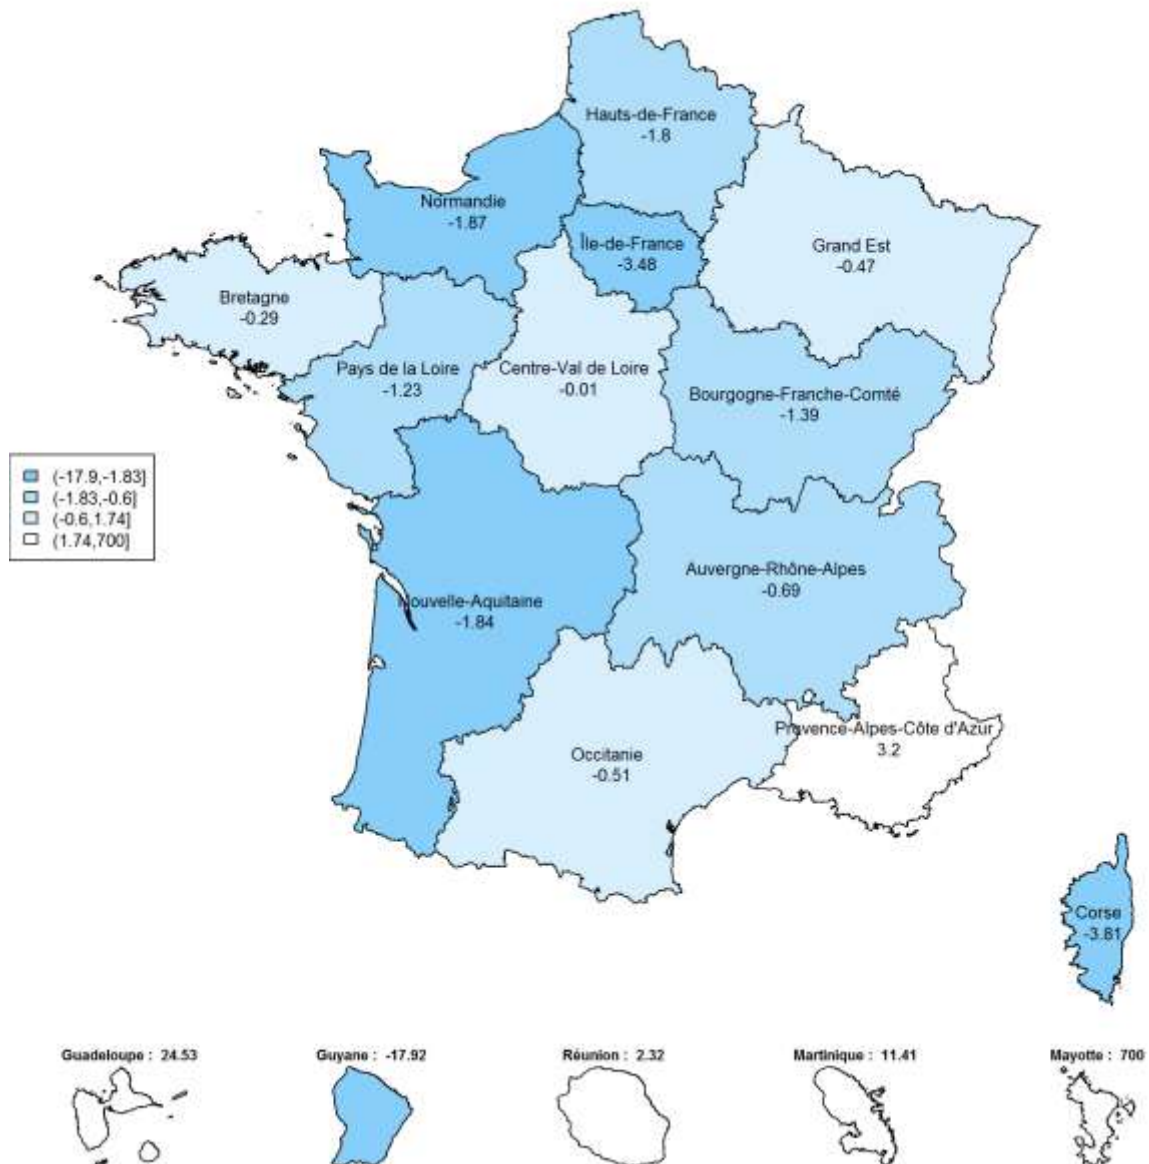 Hauts-de-France
-1.8
Normandie
-1.87
Île-de-France
-3.48
Grand Est
-0.47
Bretagne
-0.29
Pays de la Loire
-1.23
Centre-Val de Loire
-0.01
Bourgogne-Franche-Comté
-1.39
(-17.9,-1.83]
(-1.83,-0.6]
(-0.6,1.74]
(1.74,700]
Auvergne-Rhône-Alpes
-0.69
Nouvelle-Aquitaine
-1.84
Provence-Alpes-Côte d'Azur
3.2
Occitanie
-0.51
Corse
-3.81
Guadeloupe : 24.53
Guyane : -17.92
Réunion : 2.32
Martinique : 11.41
Mayotte : 700